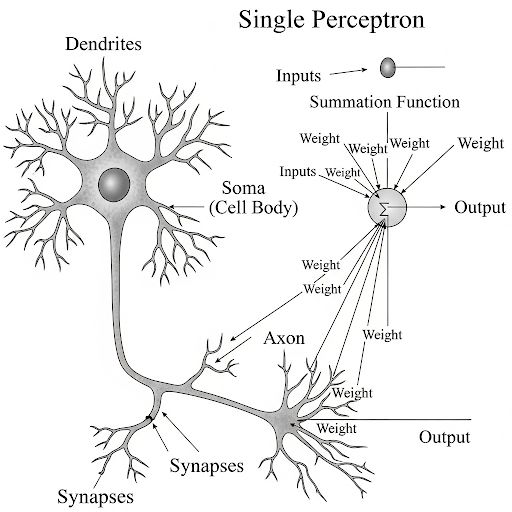 Single Perceptron
Dendrites
Inputs
Summation Function
Weight
Weight
Weight
Weight
Inputs
Weight
Soma
(Cell Body)
Σ
Output
Weight
Weight
Weight
Axon
Weight
Weight
Output
Synapses
Synapses